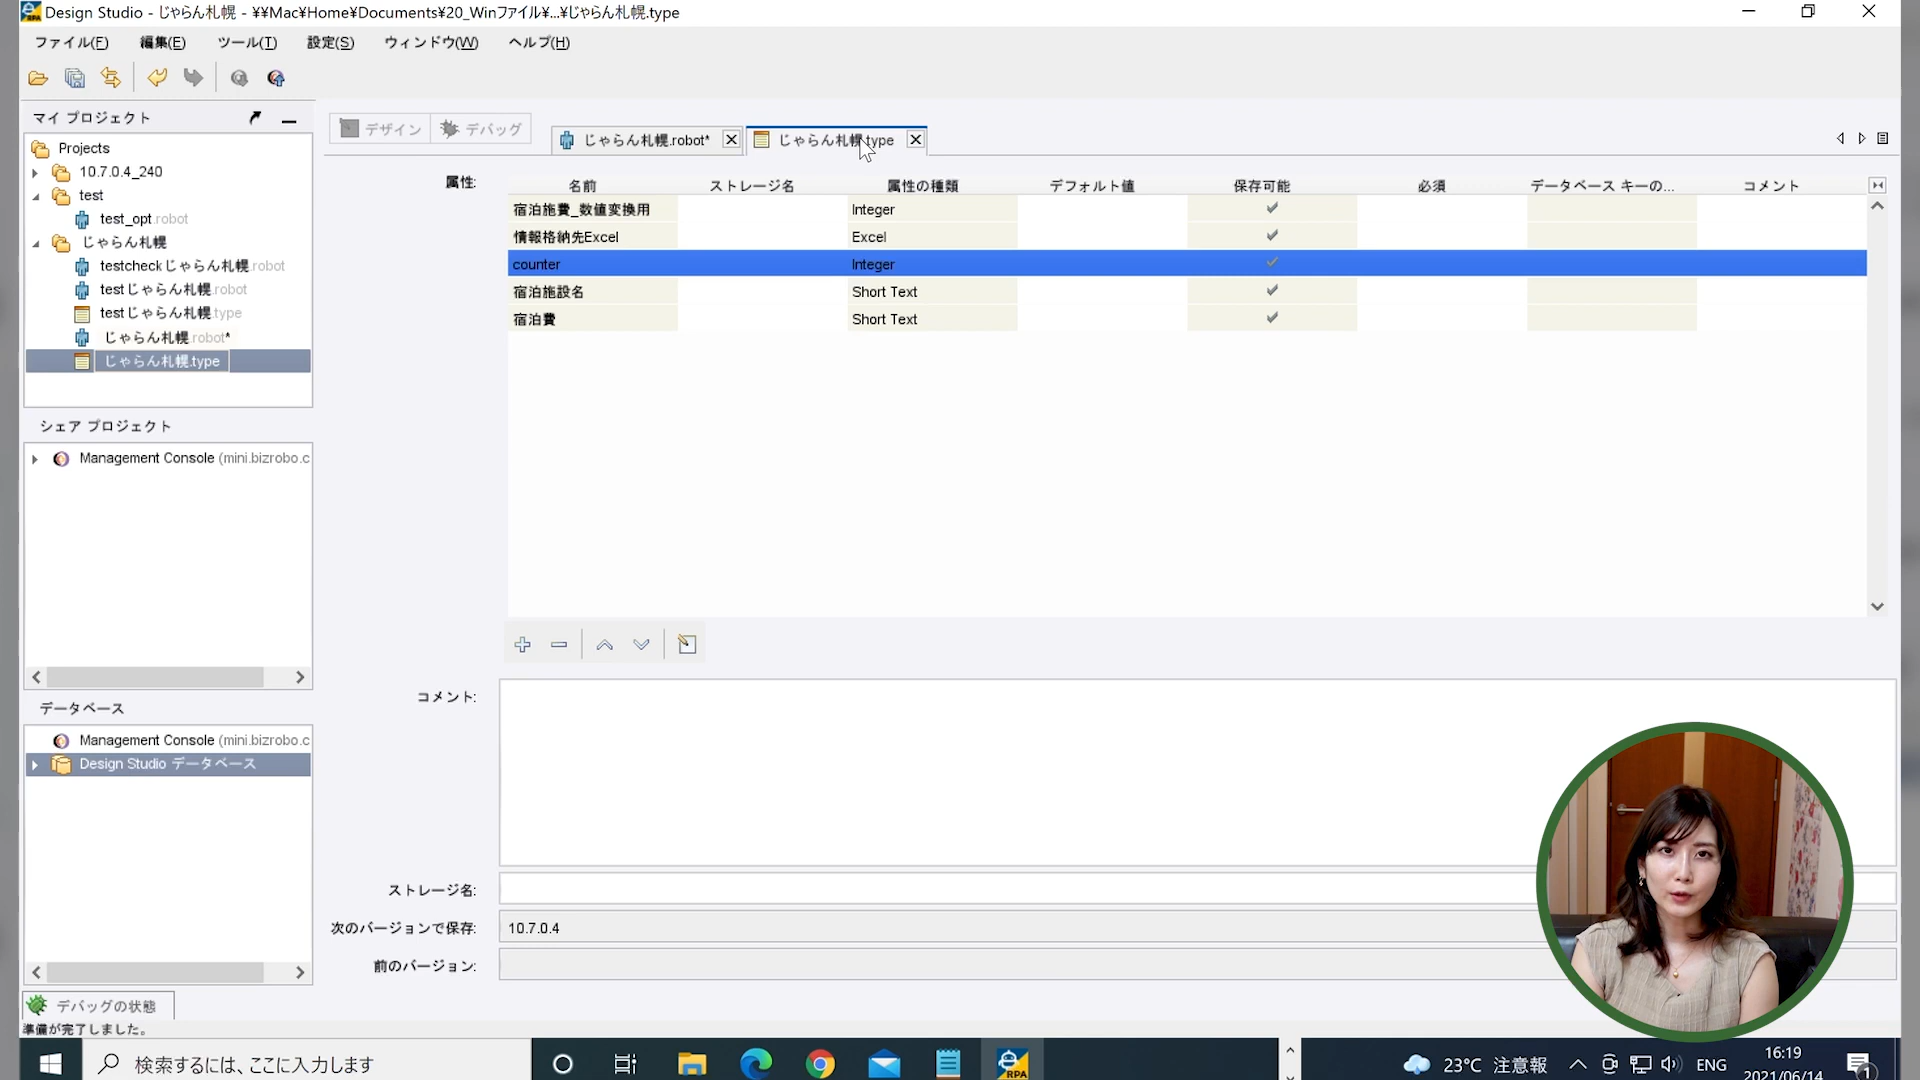 Design Studio - じゃらん札幌 - ¥¥Mac¥Home¥Documents¥20_Winファイル¥...¥じゃらん札幌.type
ファイル(F) 編集(E) ツール(T) 設定(S) ウィンドウ(W) ヘルプ(H)
マイ プロジェクト
Projects
10.7.0.4_240
test
test_opt.robot
じゃらん札幌
testcheckじゃらん札幌.robot
testじゃらん札幌.robot
testじゃらん札幌.type
じゃらん札幌.robot*
じゃらん札幌.type
シェア プロジェクト
Management Console (mini.bizrobo.c
データベース
Management Console (mini.bizrobo.c
Design Studio データベース
デバッグの状態
準備が完了しました。
デザイン デバッグ
じゃらん札幌.robot* じゃらん札幌.type
属性:
名前 ストレージ名 属性の種類 デフォルト値 保存可能 必須 データベース キーの... コメント
宿泊施費_数値変換用 Integer
情報格納先Excel Excel
counter Integer
宿泊施設名 Short Text
宿泊費 Short Text
コメント:
ストレージ名:
次のバージョンで保存: 10.7.0.4
前のバージョン:
検索するには、ここに入力します
RPA
23°C 注意報
ENG
16:19
2021/06/14
1